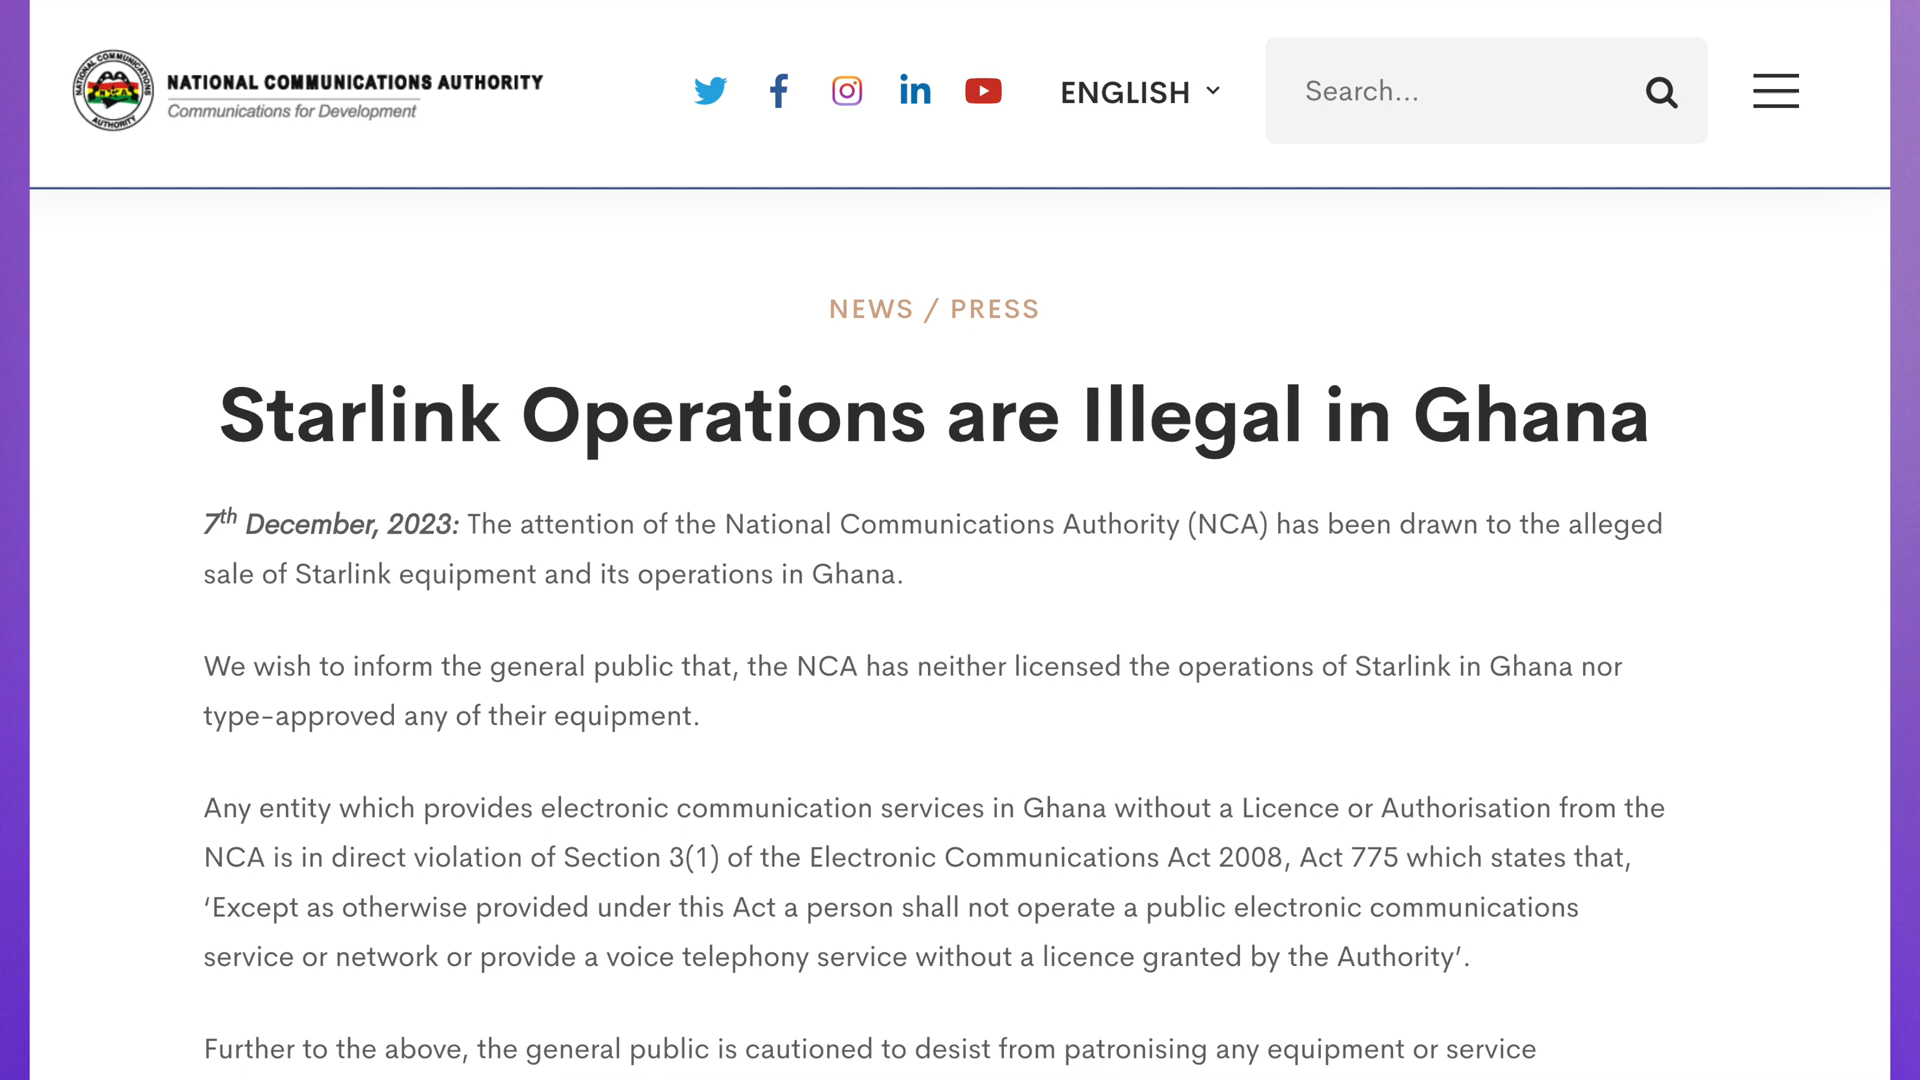 NATIONAL COMMUNICATIONS AUTHORITY
NATIONAL COMMUNICATIONS AUTHORITY
Communications for Development
ENGLISH
Search...
NEWS / PRESS
Starlink Operations are Illegal in Ghana
7th December, 2023: The attention of the National Communications Authority (NCA) has been drawn to the alleged
sale of Starlink equipment and its operations in Ghana.
We wish to inform the general public that, the NCA has neither licensed the operations of Starlink in Ghana nor
type-approved any of their equipment.
Any entity which provides electronic communication services in Ghana without a Licence or Authorisation from the
NCA is in direct violation of Section 3(1) of the Electronic Communications Act 2008, Act 775 which states that,
‘Except as otherwise provided under this Act a person shall not operate a public electronic communications
service or network or provide a voice telephony service without a licence granted by the Authority’.
Further to the above, the general public is cautioned to desist from patronising any equipment or service